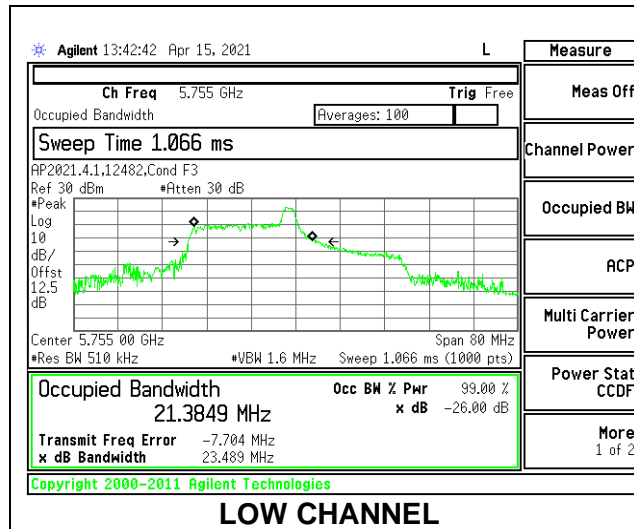 Agilent 13:42:42 Apr 15, 2021 L
Measure
Ch Freq 5.755 GHz Trig Free
Meas Off
Occupied Bandwidth Averages: 100
Sweep Time 1.066 ms
Channel Power
AP2021.4.1,12482,Cond F3
Ref 30 dBm #Atten 30 dB
#Peak
Log
10
dB/
Offst
12.5
dB
Occupied BW
ACP
Center 5.755 00 GHz Span 80 MHz
#Res BW 510 kHz #VBW 1.6 MHz Sweep 1.066 ms (1000 pts)
Multi Carrier
Power
Occupied Bandwidth Occ BW % Pwr 99.00 %
21.3849 MHz x dB -26.00 dB
Power Stat
CCDF
Transmit Freq Error -7.704 MHz
x dB Bandwidth 23.489 MHz
More
1 of 2
Copyright 2000-2011 Agilent Technologies
LOW CHANNEL